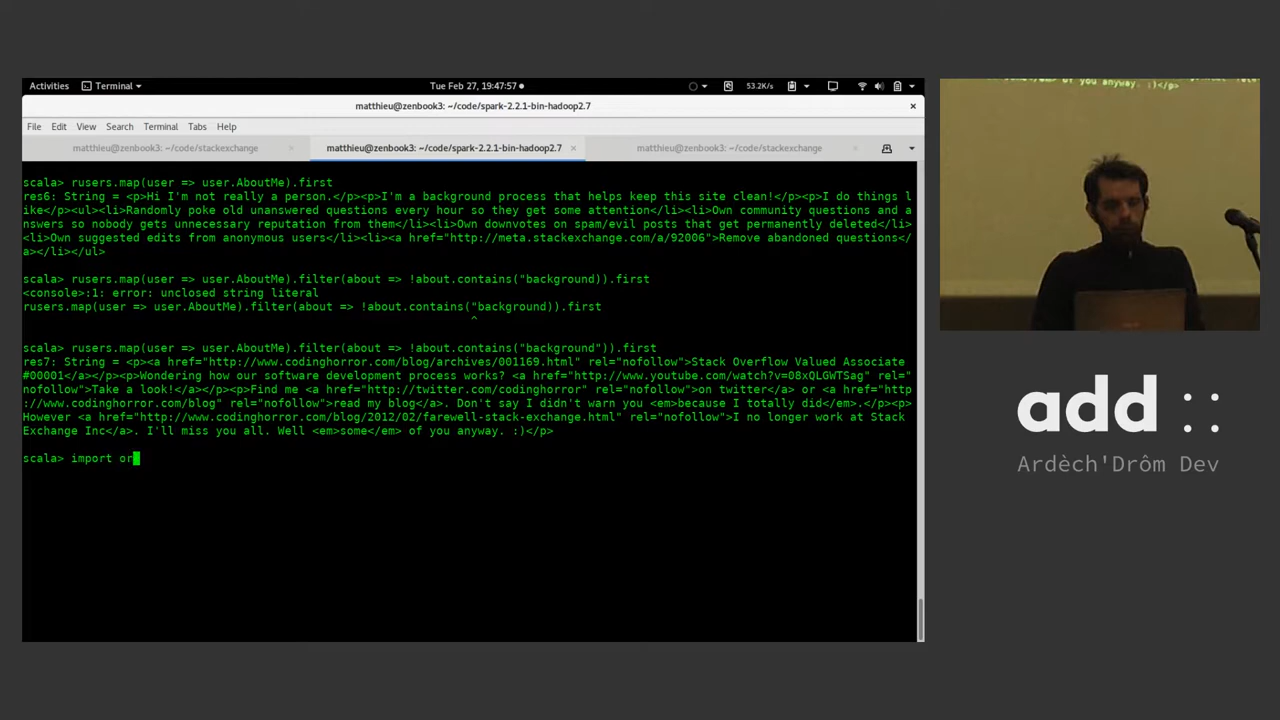 Activities
Terminal
Tue Feb 27, 19:47:57
53.2K/s
matthieu@zenbook3: ~/code/spark-2.2.1-bin-hadoop2.7
File Edit View Search Terminal Tabs Help
matthieu@zenbook3: ~/code/stackexchange
matthieu@zenbook3: ~/code/spark-2.2.1-bin-hadoop2.7
matthieu@zenbook3: ~/code/stackexchange
scala> rusers.map(user => user.AboutMe).first
res6: String = <p>Hi I'm not really a person.</p><p>I'm a background process that helps keep this site clean!</p><p>I do things l
ike</p><ul><li>Randomly poke old unanswered questions every hour so they get some attention</li><li>Own community questions and a
nswers so nobody gets unnecessary reputation from them</li><li>Own downvotes on spam/evil posts that get permanently deleted</li>
<li>Own suggested edits from anonymous users</li><li><a href="http://meta.stackexchange.com/a/92006">Remove abandoned questions</
a></li></ul>
scala> rusers.map(user => user.AboutMe).filter(about => !about.contains("background)).first
<console>:1: error: unclosed string literal
rusers.map(user => user.AboutMe).filter(about => !about.contains("background)).first
^
scala> rusers.map(user => user.AboutMe).filter(about => !about.contains("background")).first
res7: String = <p><a href="http://www.codinghorror.com/blog/archives/001169.html" rel="nofollow">Stack Overflow Valued Associate
#00001</a></p><p>Wondering how our software development process works? <a href="http://www.youtube.com/watch?v=08xQLGWTSag" rel="
nofollow">Take a look!</a></p><p>Find me <a href="http://twitter.com/codinghorror" rel="nofollow">on twitter</a> or <a href="http
://www.codinghorror.com/blog" rel="nofollow">read my blog</a>. Don't say I didn't warn you <em>because I totally did</em>.</p><p>
However <a href="http://www.codinghorror.com/blog/2012/02/farewell-stack-exchange.html" rel="nofollow">I no longer work at Stack
Exchange Inc</a>. I'll miss you all. Well <em>some</em> of you anyway. :)</p>
scala> import or
of you anyway. :)</p>
add ::
Ardèch'Drôm Dev